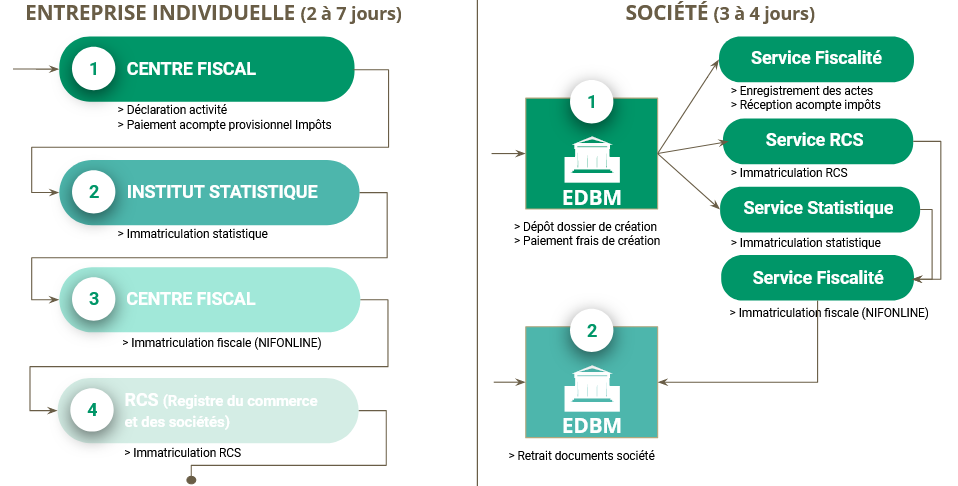 ENTREPRISE INDIVIDUELLE (2 à 7 jours)
1
CENTRE FISCAL
> Déclaration activité
> Paiement acompte provisionnel Impôts
2
INSTITUT STATISTIQUE
> Immatriculation statistique
3
CENTRE FISCAL
> Immatriculation fiscale (NIFONLINE)
4
RCS (Registre du commerce
et des sociétés)
> Immatriculation RCS
SOCIÉTÉ (3 à 4 jours)
1
EDBM
> Dépôt dossier de création
> Paiement frais de création
Service Fiscalité
> Enregistrement des actes
> Réception acompte impôts
Service RCS
> Immatriculation RCS
Service Statistique
> Immatriculation statistique
Service Fiscalité
> Immatriculation fiscale (NIFONLINE)
2
EDBM
> Retrait documents société